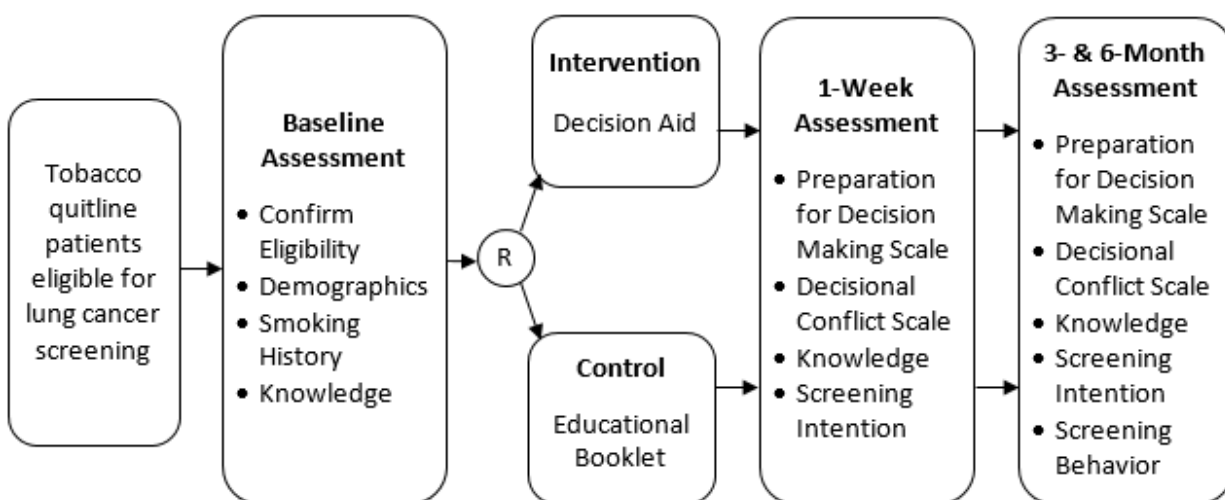 Tobacco
quitline
patients
eligible for
lung cancer
screening
Baseline
Assessment
• Confirm
Eligibility
• Demographics
• Smoking
History
• Knowledge
R
Intervention
Decision Aid
Control
Educational
Booklet
1-Week
Assessment
• Preparation
for Decision
Making Scale
• Decisional
Conflict Scale
• Knowledge
• Screening
Intention
3- & 6-Month
Assessment
• Preparation
for Decision
Making Scale
• Decisional
Conflict Scale
• Knowledge
• Screening
Intention
• Screening
Behavior